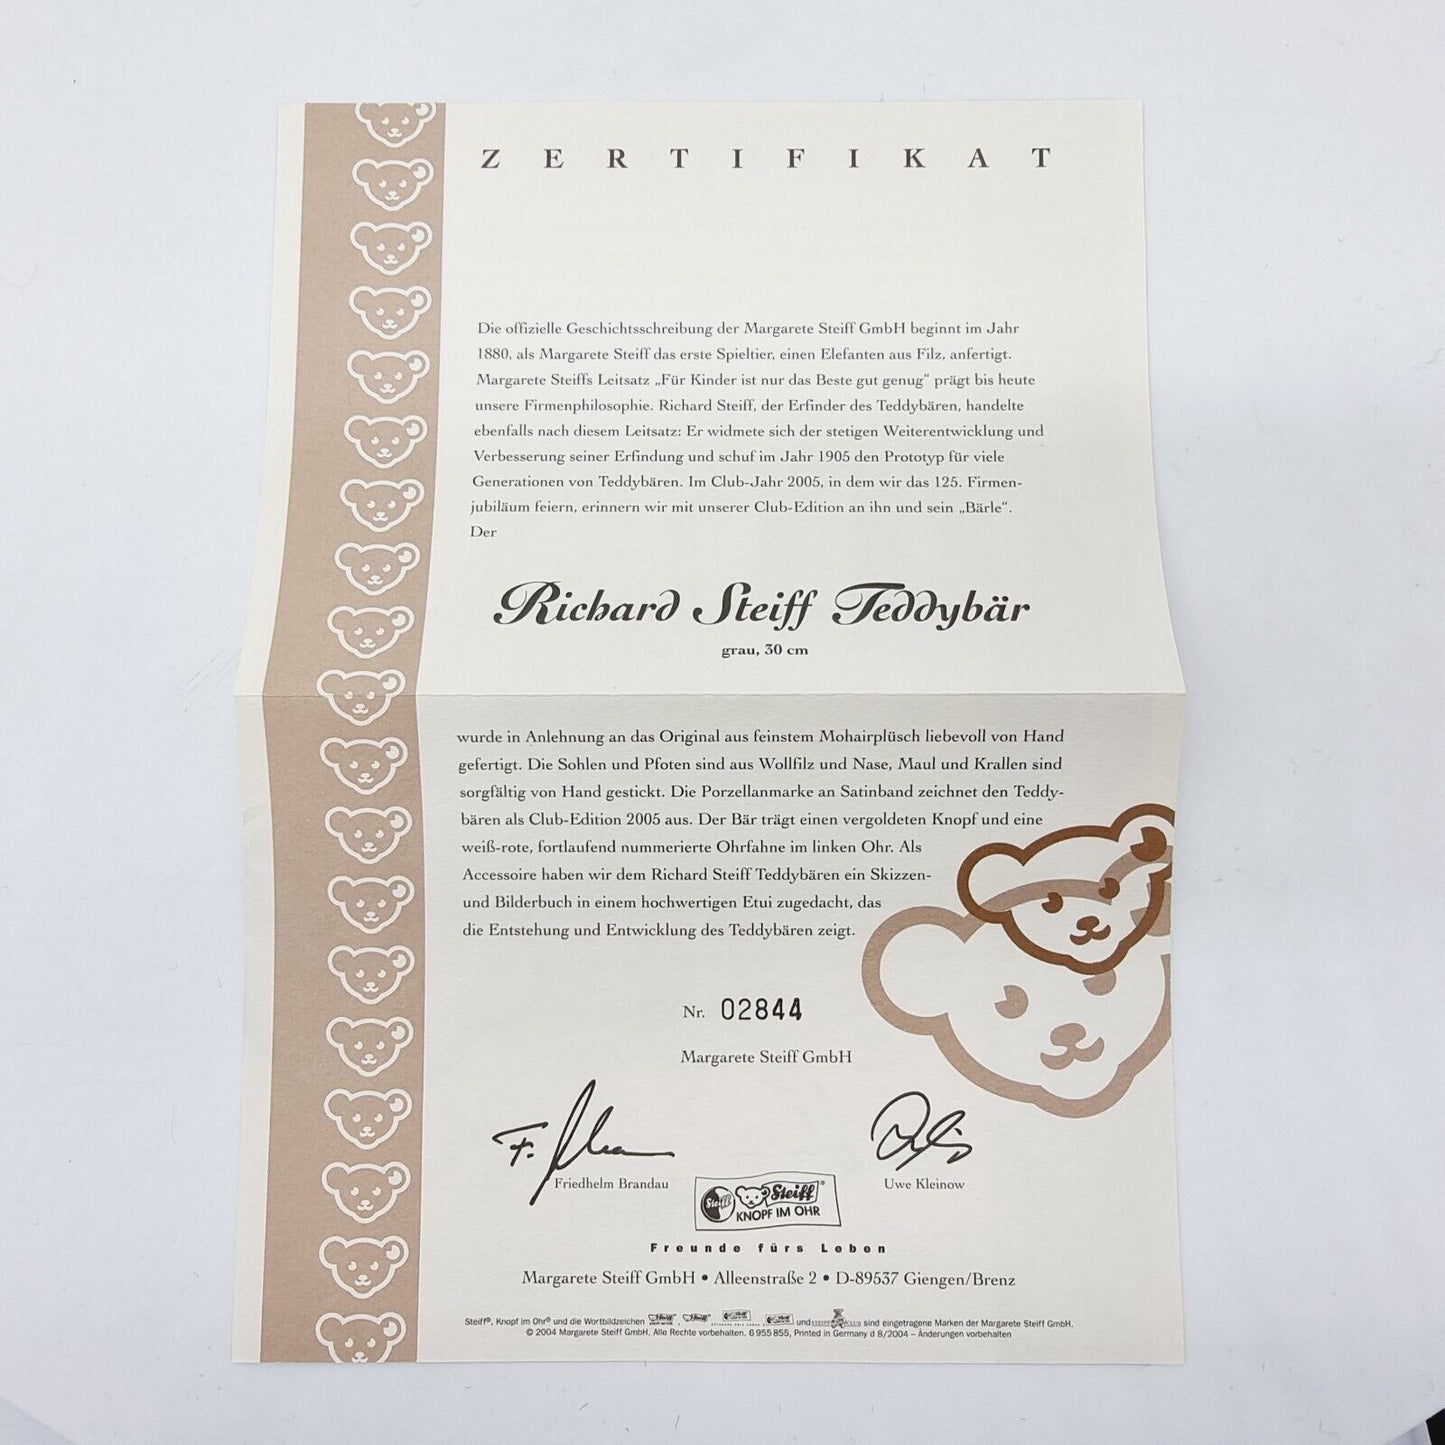 ZERTIFIKAT
Die offizielle Geschichtsschreibung der Margarete Steiff GmbH beginnt im Jahr
1880, als Margarete Steiff das erste Spieltier, einen Elefanten aus Filz, anfertigt.
Margarete Steiffs Leitsatz „Für Kinder ist nur das Beste gut genug“ prägt bis heute
unsere Firmenphilosophie. Richard Steiff, der Erfinder des Teddybären, handelte
ebenfalls nach diesem Leitsatz: Er widmete sich der stetigen Weiterentwicklung und
Verbesserung seiner Erfindung und schuf im Jahr 1905 den Prototyp für viele
Generationen von Teddybären. Im Club-Jahr 2005, in dem wir das 125. Firmen-
jubiläum feiern, erinnern wir mit unserer Club-Edition an ihn und sein „Bärle“.
Der
Richard Steiff Teddybär
grau, 30 cm
wurde in Anlehnung an das Original aus feinstem Mohairplüsch liebevoll von Hand
gefertigt. Die Sohlen und Pfoten sind aus Wollfilz und Nase, Maul und Krallen sind
sorgfältig von Hand gestickt. Die Porzellanmarke an Satinband zeichnet den Teddy-
bären als Club-Edition 2005 aus. Der Bär trägt einen vergoldeten Knopf und eine
weiß-rote, fortlaufend nummerierte Ohrfahne im linken Ohr. Als
Accessoire haben wir dem Richard Steiff Teddybären ein Skizzen-
und Bilderbuch in einem hochwertigen Etui zugedacht, das
die Entstehung und Entwicklung des Teddybären zeigt.
Nr. 02844
Margarete Steiff GmbH
Friedhelm Brandau
Uwe Kleinow
Steiff Steiff®
KNOPF IM OHR
Freunde fürs Leben
Margarete Steiff GmbH • Alleenstraße 2 • D-89537 Giengen/Brenz
Steiff®, Knopf im Ohr® und die Wortbildzeichen , , , und sind eingetragene Marken der Margarete Steiff GmbH.
© 2004 Margarete Steiff GmbH. Alle Rechte vorbehalten. 6 955 855, Printed in Germany d 8/2004 – Änderungen vorbehalten